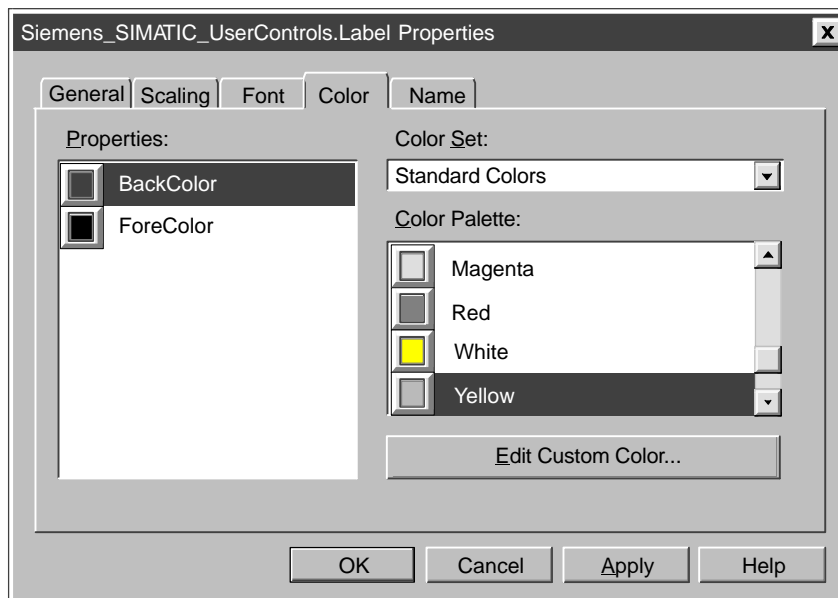 Siemens_SIMATIC_UserControls.Label Properties
General Scaling Font Color Name
Properties:
BackColor
ForeColor
Color Set:
Standard Colors
Color Palette:
Magenta
Red
White
Yellow
Edit Custom Color...
OK Cancel Apply Help